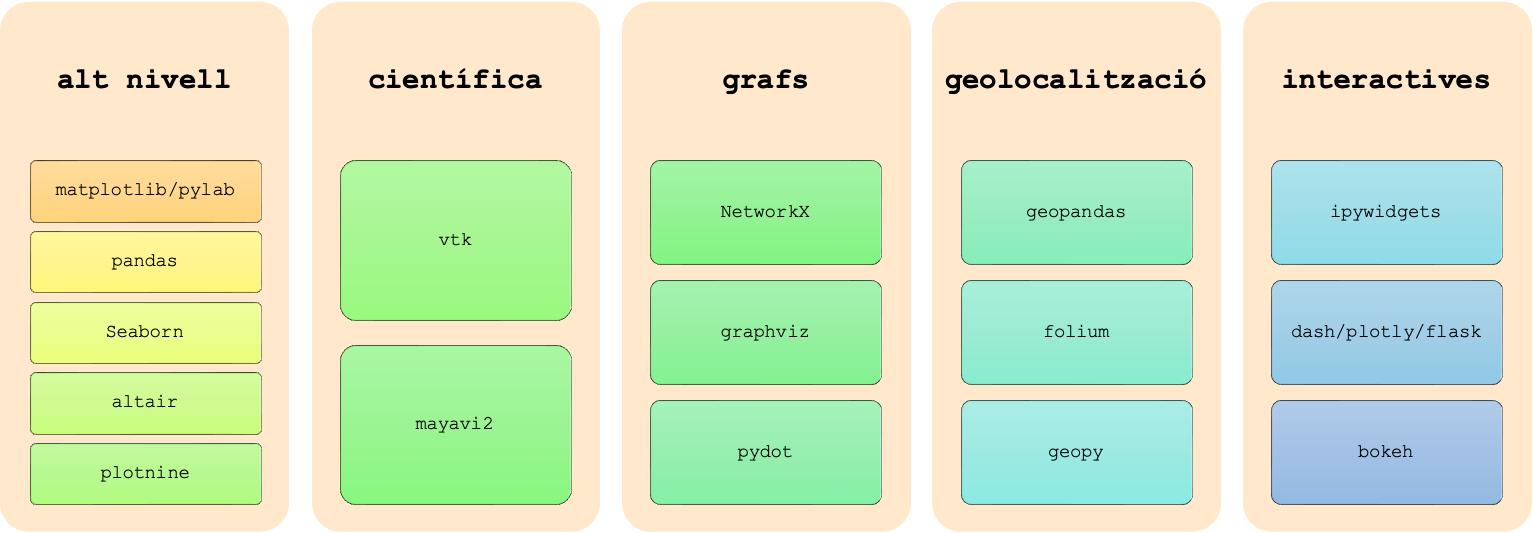 alt nivell
matplotlib/pylab
pandas
Seaborn
altair
plotnine
científica
vtk
mayavi2
grafs
NetworkX
graphviz
pydot
geolocalització
geopandas
folium
geopy
interactives
ipywidgets
dash/plotly/flask
bokeh